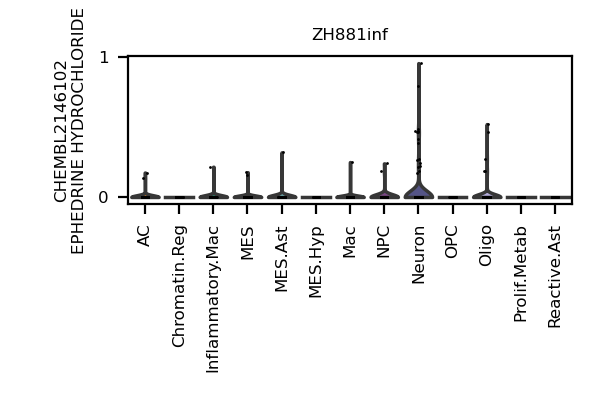 ZH881inf
CHEMBL2146102
EPHEDRINE HYDROCHLORIDE
1
0
AC
Chromatin.Reg
Inflammatory.Mac
MES
MES.Ast
MES.Hyp
Mac
NPC
Neuron
OPC
Oligo
Prolif.Metab
Reactive.Ast